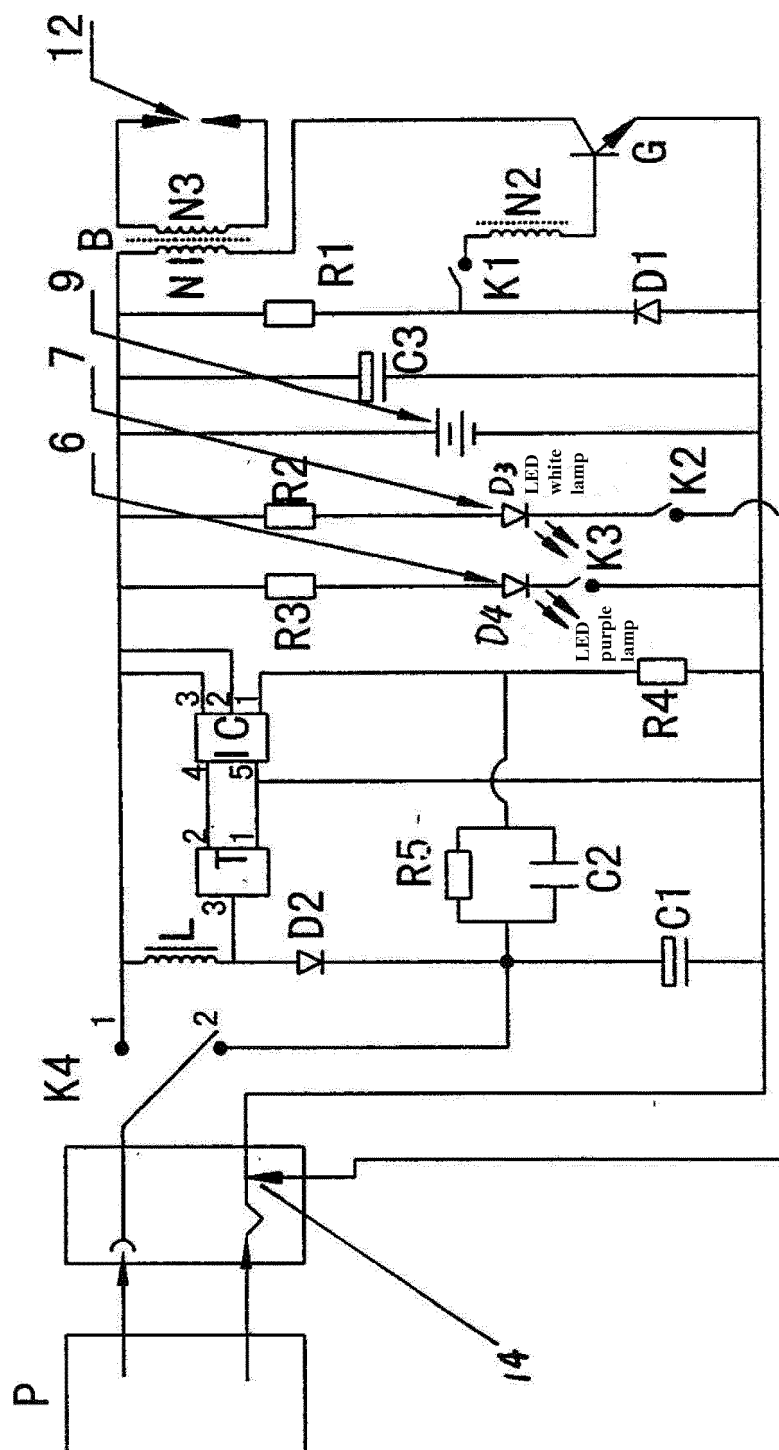 12
B
N3
N1
9
7
6
R1
N2
G
K1
D1
C3
R2
D3
LED
white
lamp
K2
R3
D4
K3
LED
purple
lamp
3
2
1
IC
4
5
R4
2
1
T
3
R5
C2
L
D2
C1
1
2
K4
14
P